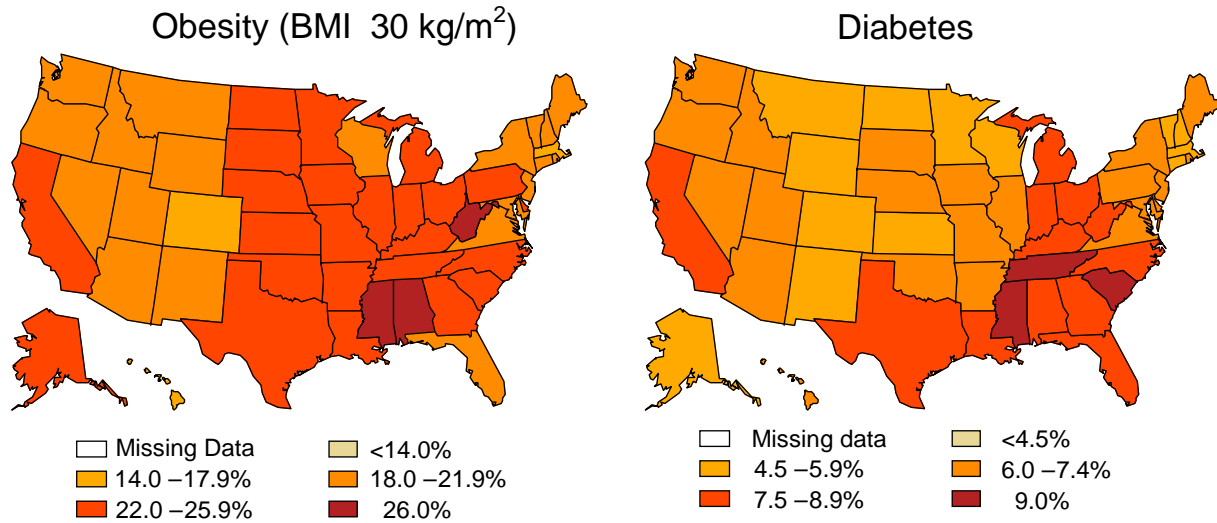 Obesity (BMI  30 kg/m²)
Diabetes
Missing Data
<14.0%
14.0 –17.9%
18.0 –21.9%
22.0 –25.9%
26.0%
Missing data
<4.5%
4.5 –5.9%
6.0 –7.4%
7.5 –8.9%
9.0%